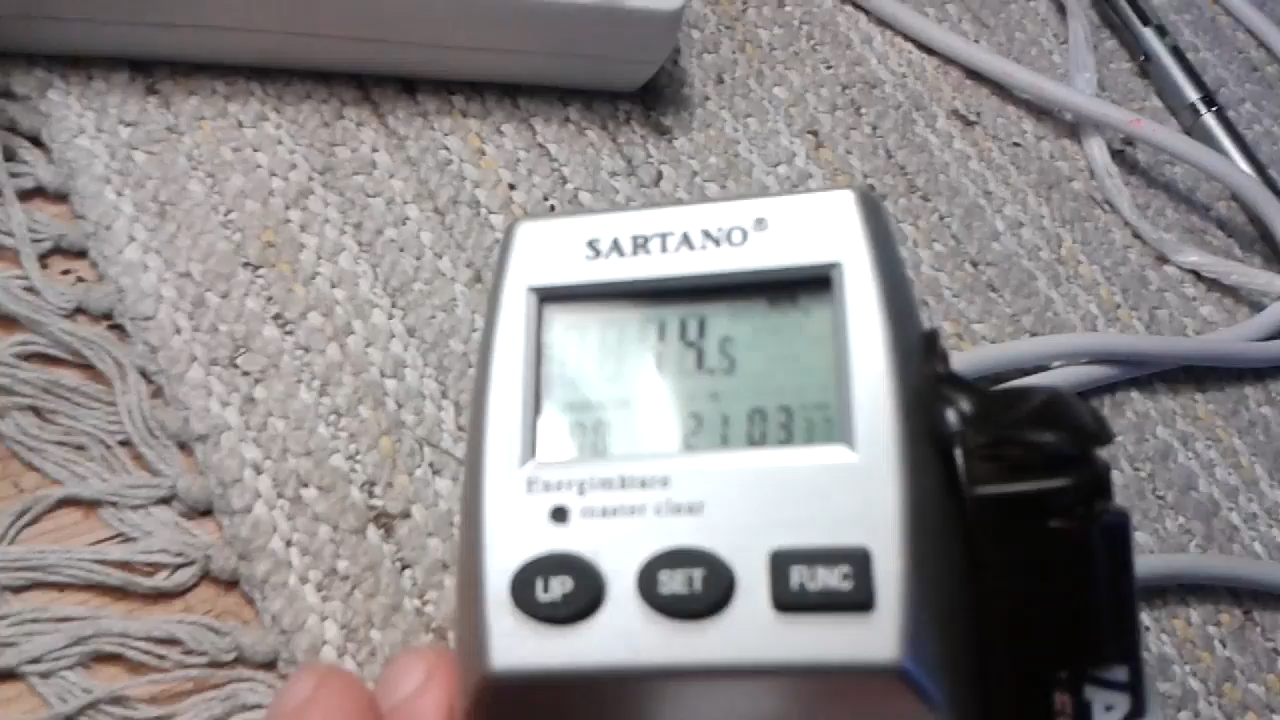 SARTANO®
14.5
21 03
Energimätare
master clear
UP
SET
FUNC